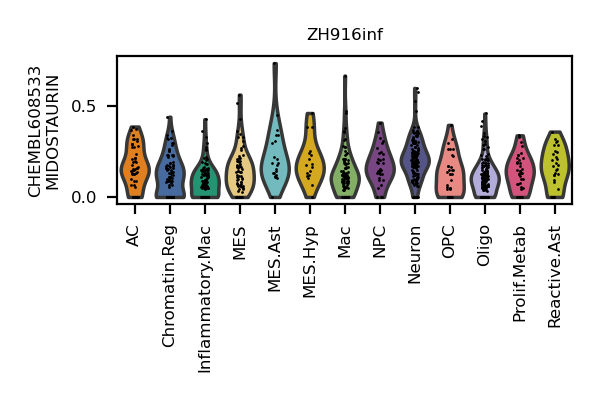 ZH916inf
CHEMBL608533
MIDOSTAURIN
0.5
0.0
AC
Chromatin.Reg
Inflammatory.Mac
MES
MES.Ast
MES.Hyp
Mac
NPC
Neuron
OPC
Oligo
Prolif.Metab
Reactive.Ast